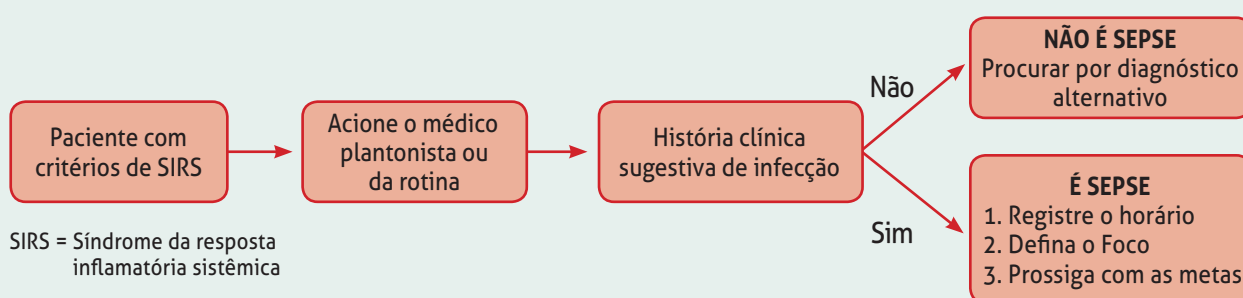 Paciente com
critérios de SIRS
Acione o médico
plantonista ou
da rotina
História clínica
sugestiva de infecção
Não
NÃO É SEPSE
Procurar por diagnóstico
alternativo
Sim
É SEPSE
1. Registre o horário
2. Defina o Foco
3. Prossiga com as metas
SIRS = Síndrome da resposta
inflamatória sistêmica